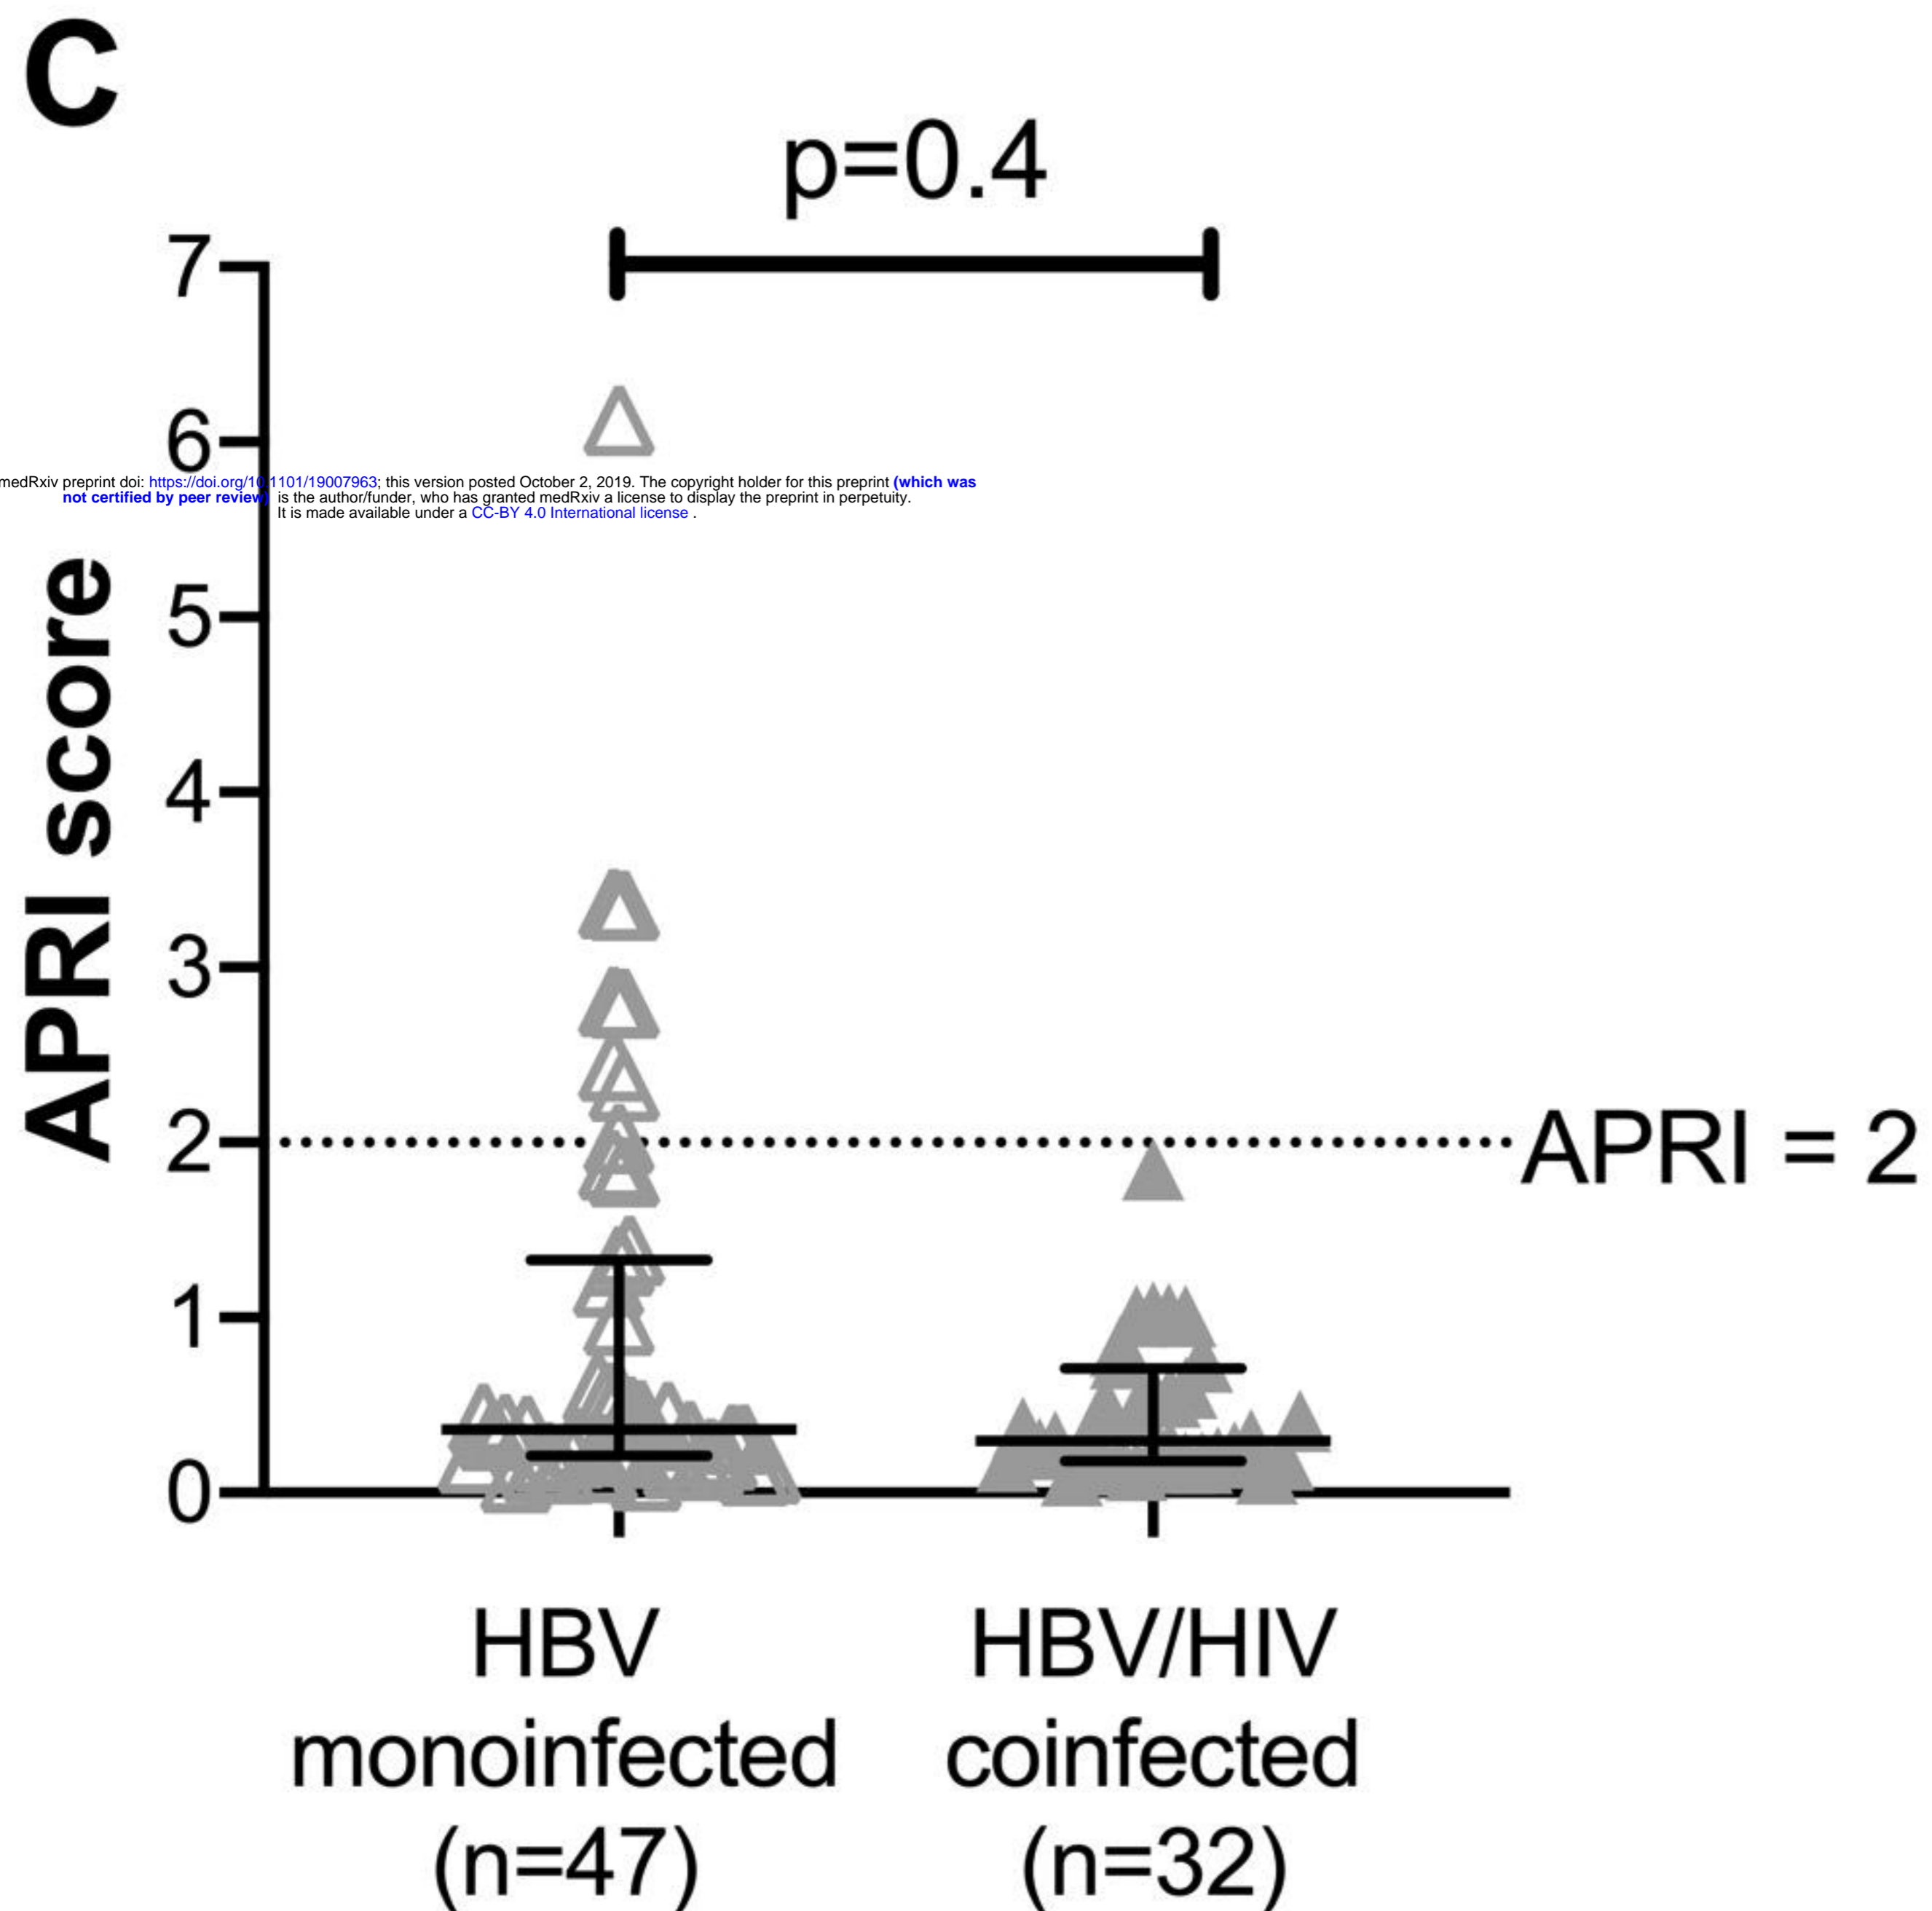 C
p=0.4
7
6
medRxiv preprint doi: https://doi.org/10.1101/19007963; this version posted October 2, 2019. The copyright holder for this preprint (which was
not certified by peer review) is the author/funder, who has granted medRxiv a license to display the preprint in perpetuity.
It is made available under a CC-BY 4.0 International license .
5
4
3
2
1
0
APRI score
APRI = 2
HBV
monoinfected
(n=47)
HBV/HIV
coinfected
(n=32)